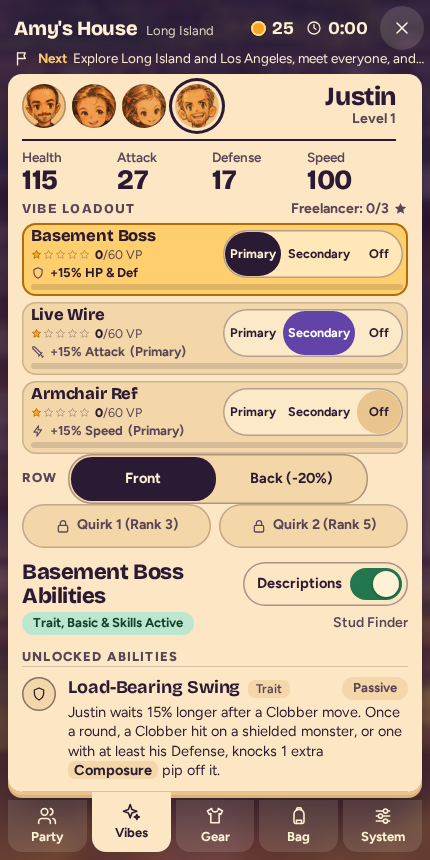 Amy's House Long Island 25 0:00
Next Explore Long Island and Los Angeles, meet everyone, and...
Justin
Level 1
Health Attack Defense Speed
115 27 17 100
VIBE LOADOUT Freelancer: 0/3 ★
Basement Boss
☆☆☆☆☆ 0/60 VP
+15% HP & Def
Primary Secondary Off
Live Wire
☆☆☆☆☆ 0/60 VP
+15% Attack (Primary)
Primary Secondary Off
Armchair Ref
☆☆☆☆☆ 0/60 VP
+15% Speed (Primary)
Primary Secondary Off
ROW Front Back (-20%)
Quirk 1 (Rank 3) Quirk 2 (Rank 5)
Basement Boss
Abilities
Descriptions
Trait, Basic & Skills Active Stud Finder
UNLOCKED ABILITIES
Load-Bearing Swing Trait Passive
Justin waits 15% longer after a Clobber move. Once
a round, a Clobber hit on a shielded monster, or one
with at least his Defense, knocks 1 extra
Composure pip off it.
Party Vibes Gear Bag System